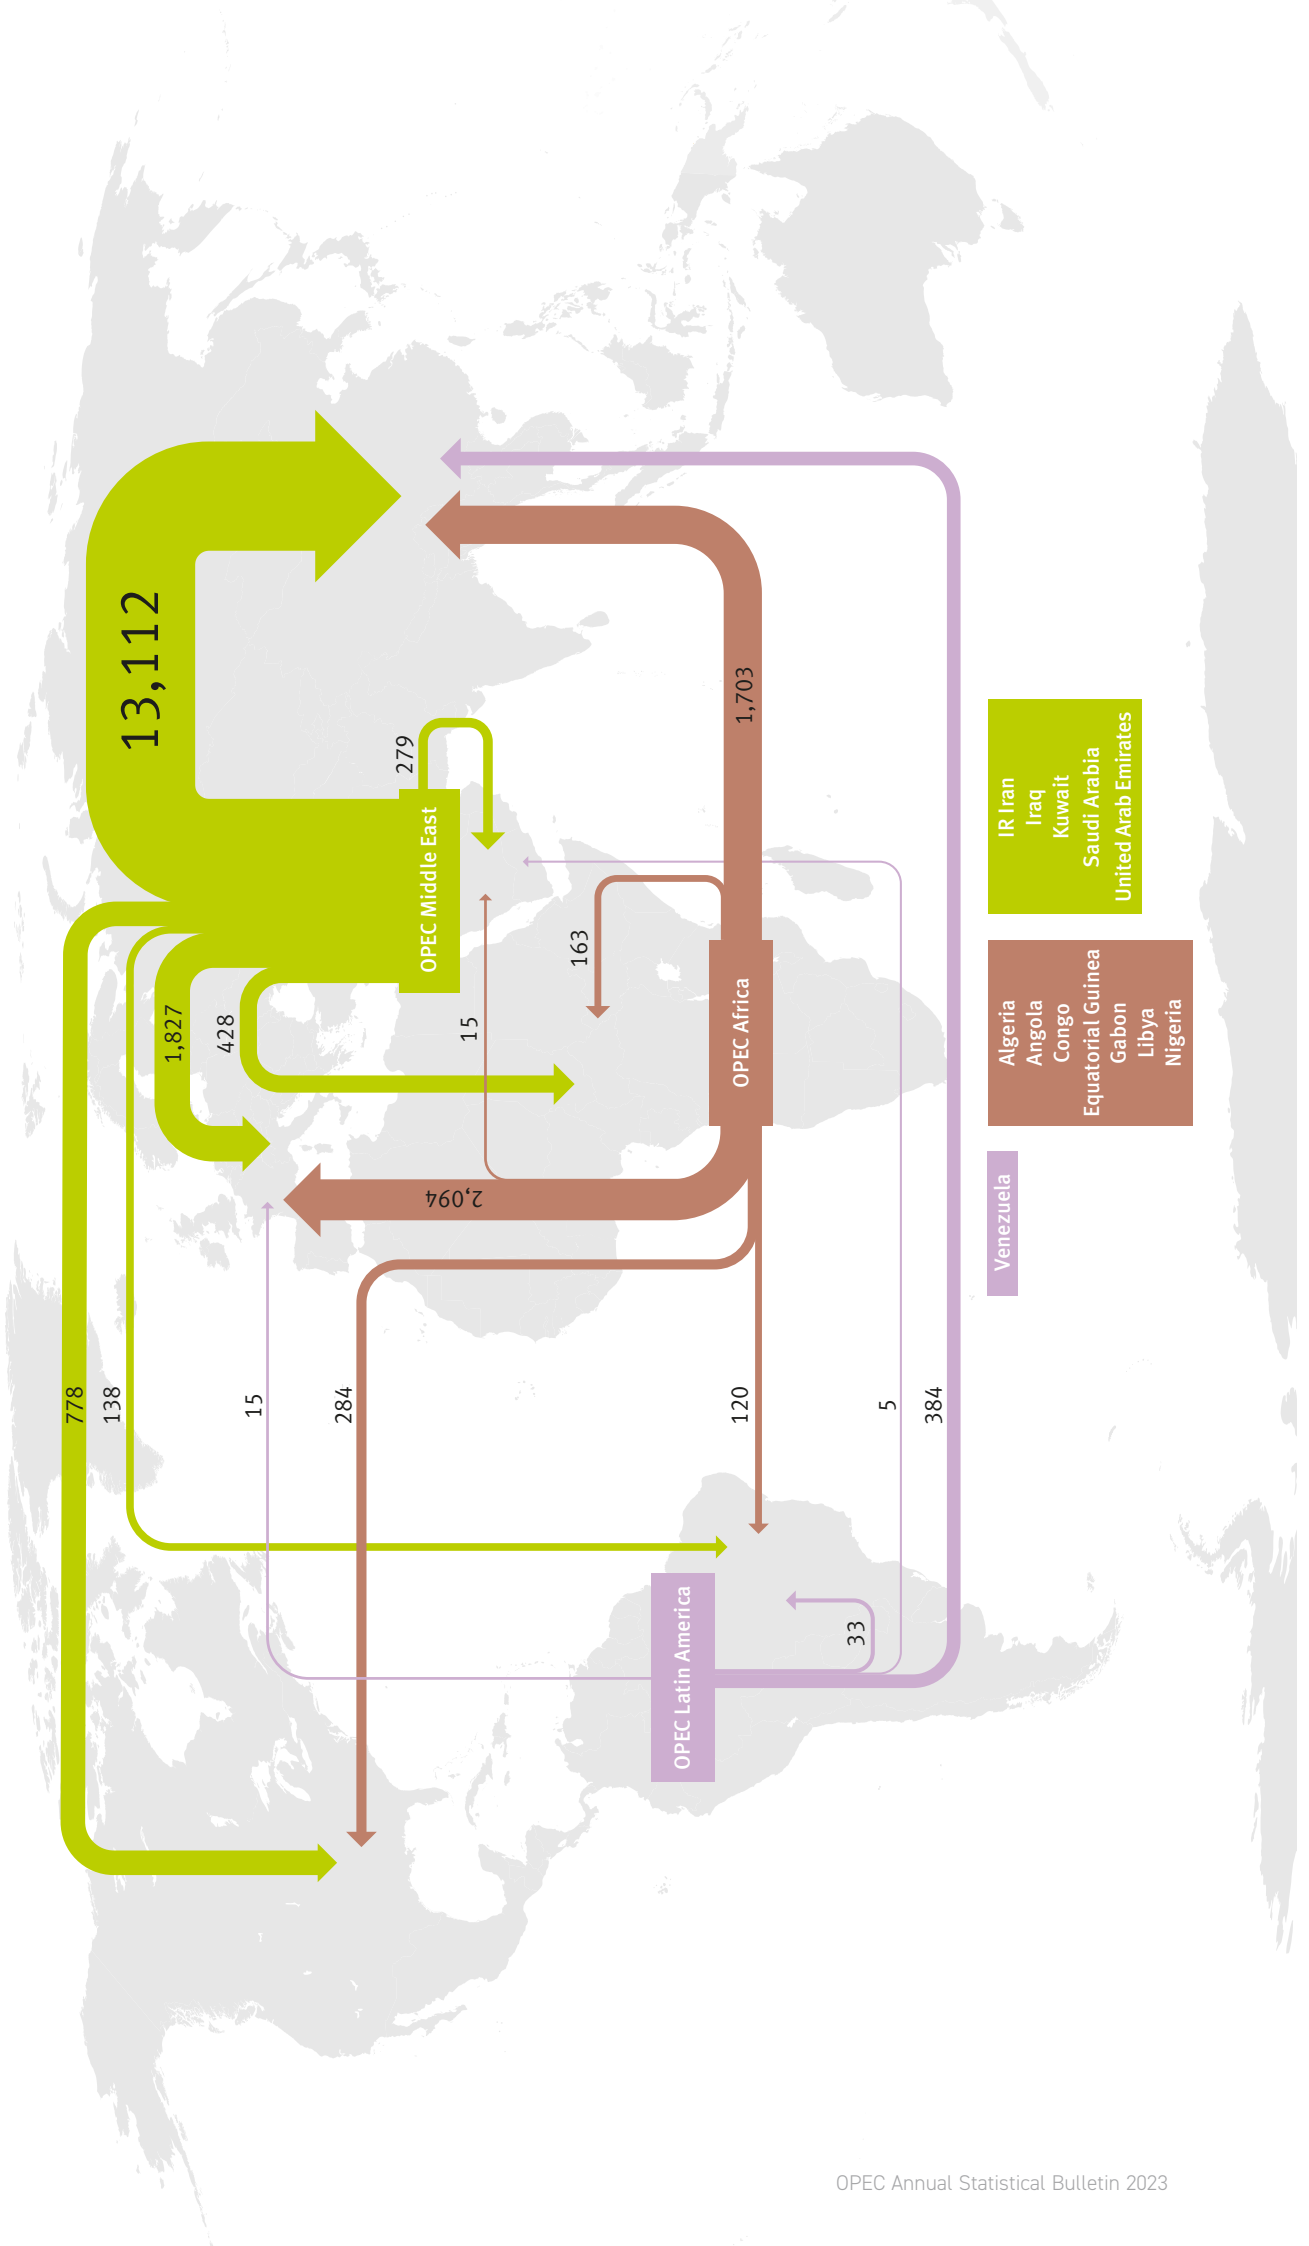 13,112
279
OPEC Middle East
1,827
428
778
138
15
284
2,094
15
163
1,703
OPEC Africa
120
5
384
33
OPEC Latin America
Venezuela
Algeria
Angola
Congo
Equatorial Guinea
Gabon
Libya
Nigeria
IR Iran
Iraq
Kuwait
Saudi Arabia
United Arab Emirates
OPEC Annual Statistical Bulletin 2023